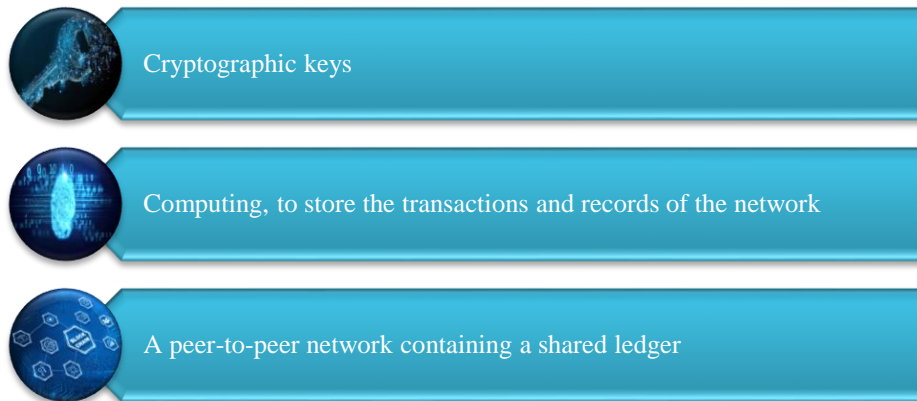 Cryptographic keys
Computing, to store the transactions and records of the network
A peer-to-peer network containing a shared ledger